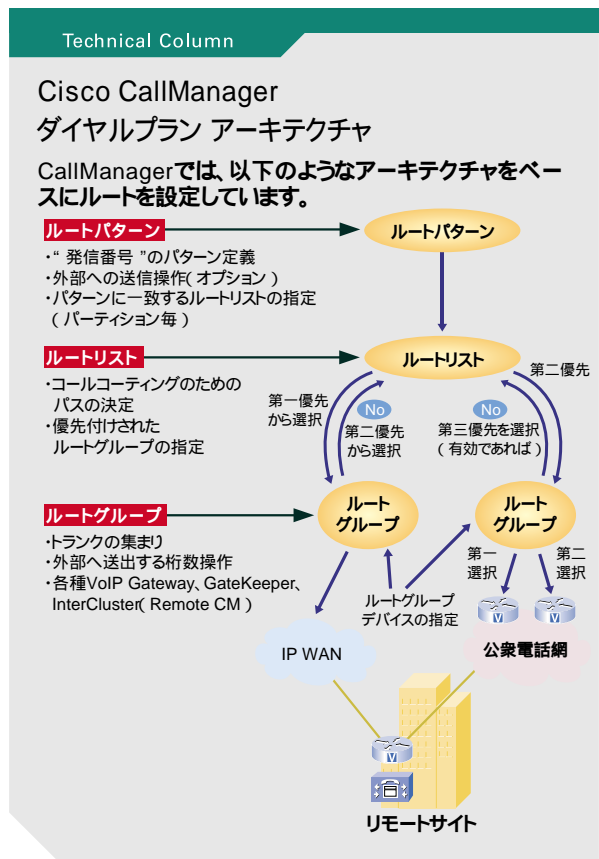 Technical Column
Cisco CallManager
ダイヤルプラン アーキテクチャ
CallManagerでは、以下のようなアーキテクチャをベー
スにルートを設定しています。
ルートパターン
・“ 発信番号 ”のパターン定義
・外部への送信操作( オプション )
・パターンに一致するルートリストの指定
( パーティション毎 )
ルートパターン
ルートリスト
・コールコーティングのための
パスの決定
・優先付けされた
ルートグループの指定
ルートリスト
第一優先
から選択
No
第二優先
から選択
No
第三優先を選択
( 有効であれば )
第二優先
ルートグループ
・トランクの集まり
・外部へ送出する桁数操作
・各種VoIP Gateway、GateKeeper、
InterCluster( Remote CM )
ルート
グループ
ルート
グループ
第一
選択
第二
選択
ルートグループ
デバイスの指定
V
V
IP WAN
公衆電話網
V
リモートサイト